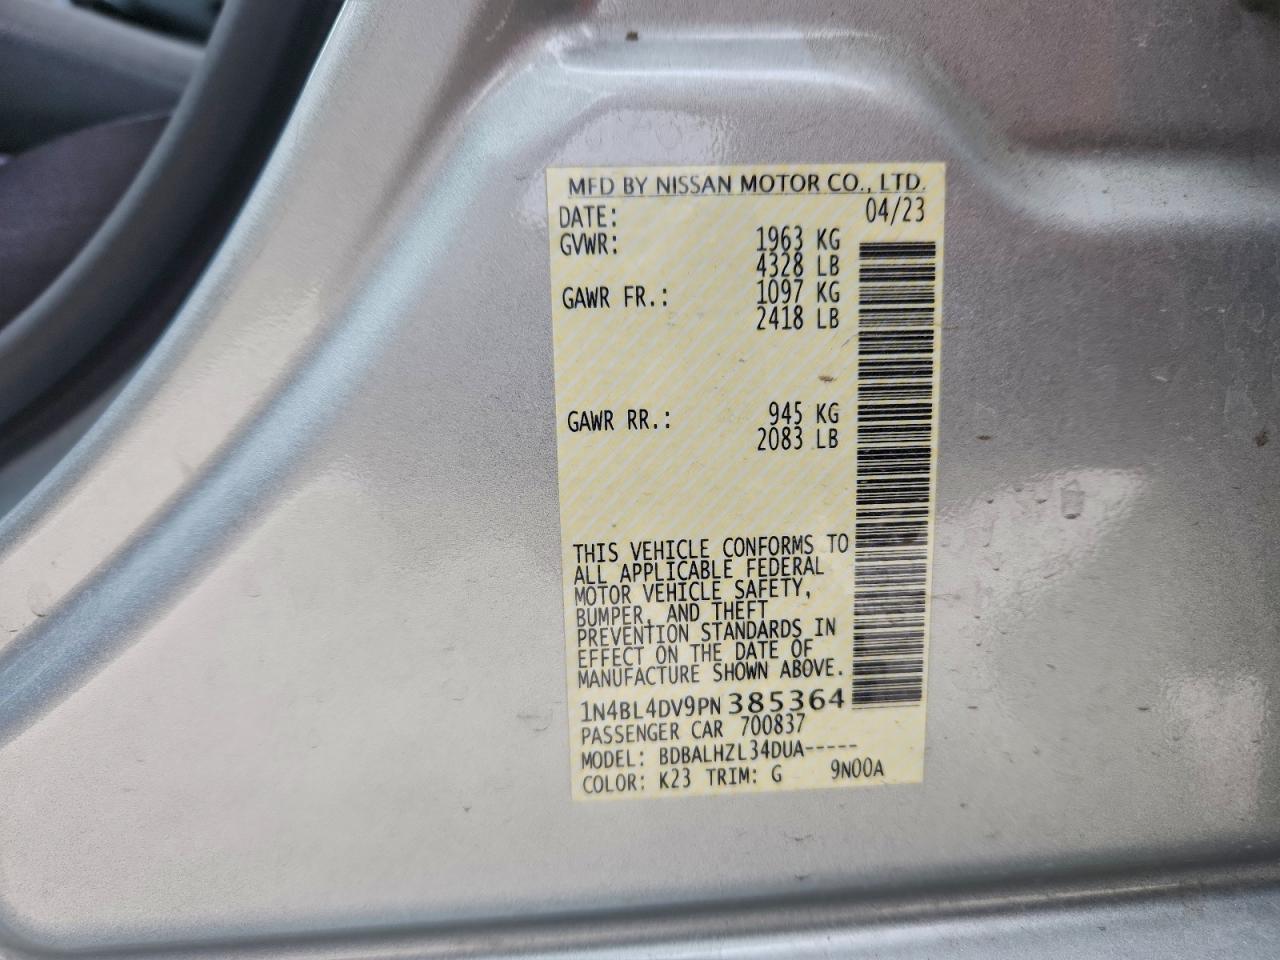 MFD BY NISSAN MOTOR CO., LTD.
DATE: 04/23
GVWR: 1963 KG
4328 LB
GAWR FR.: 1097 KG
2418 LB
GAWR RR.: 945 KG
2083 LB
THIS VEHICLE CONFORMS TO
ALL APPLICABLE FEDERAL
MOTOR VEHICLE SAFETY,
BUMPER, AND THEFT
PREVENTION STANDARDS IN
EFFECT ON THE DATE OF
MANUFACTURE SHOWN ABOVE.
1N4BL4DV9PN385364
PASSENGER CAR 700837
MODEL: BDBALHZL34DUA-----
COLOR: K23 TRIM: G 9N00A